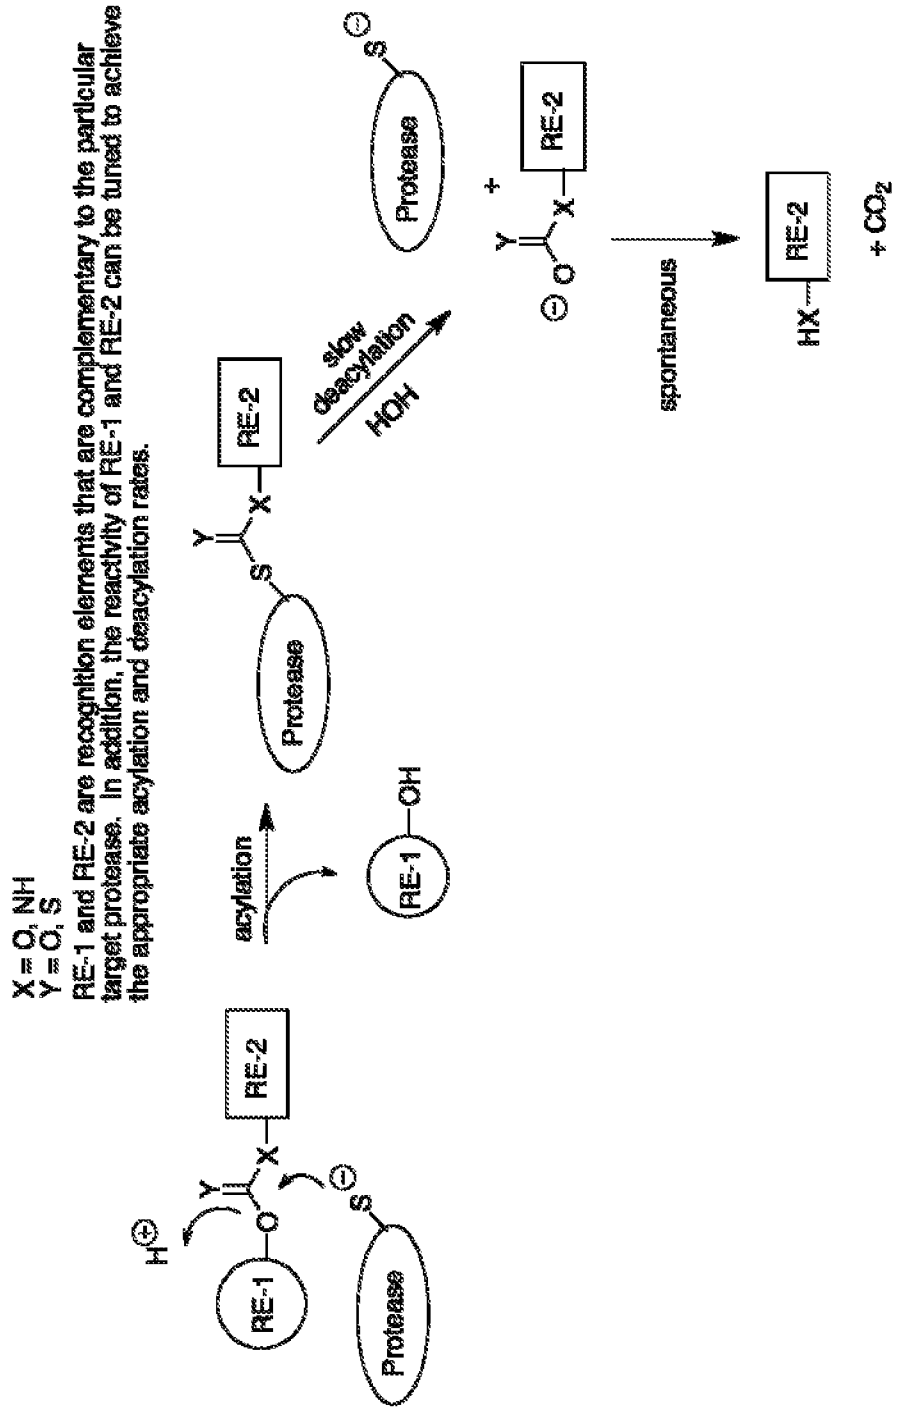 X = O, NH
Y = O, S
RE-1 and RE-2 are recognition elements that are complementary to the particular
target protease. In addition, the reactivity of RE-1 and RE-2 can be tuned to achieve
the appropriate acylation and deacylation rates.
H⊕
RE-1
O
Y
X
RE-2
Protease
S
⊖
acylation
RE-1
OH
Protease
S
Y
X
RE-2
slow
deacylation
HOH
Protease
S
⊖
+
⊖
O
Y
X
RE-2
spontaneous
HX
RE-2
+ CO₂